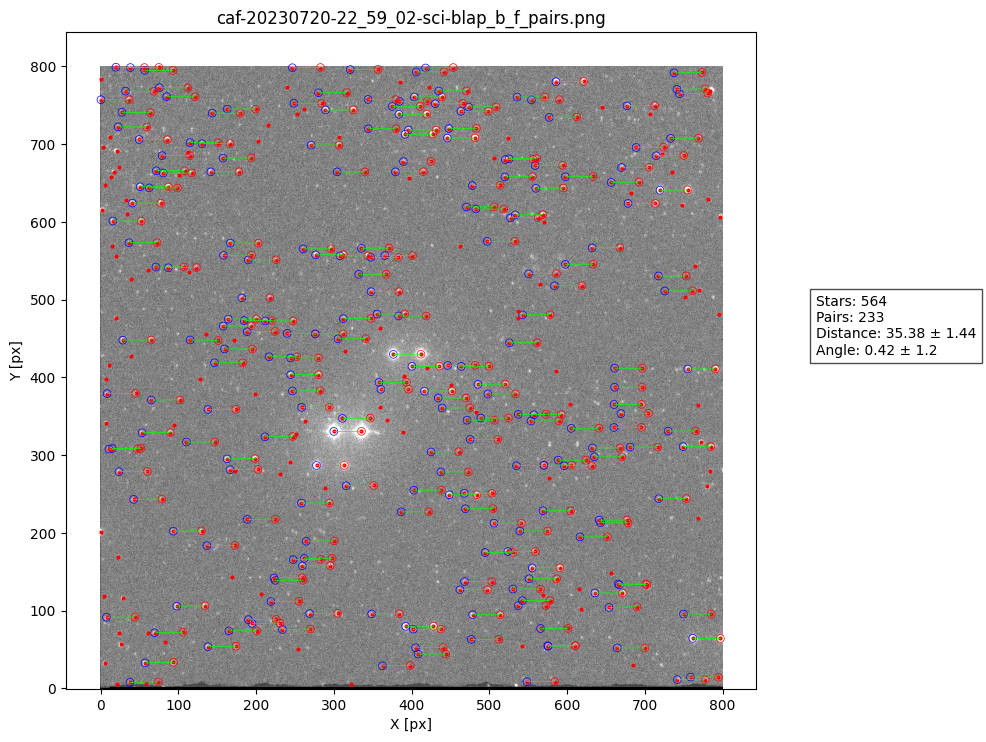 caf-20230720-22_59_02-sci-blap_b_f_pairs.png
800
700
600
500
400
300
200
100
0
Y [px]
0 100 200 300 400 500 600 700 800
X [px]
Stars: 564
Pairs: 233
Distance: 35.38 ± 1.44
Angle: 0.42 ± 1.2